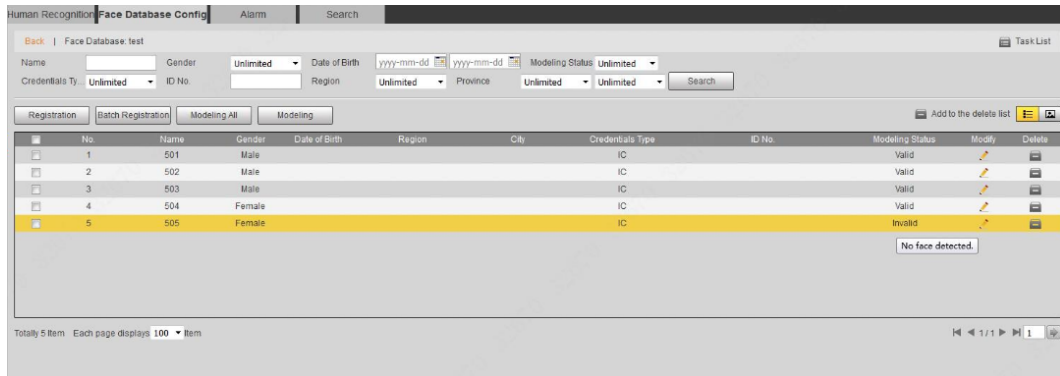 Human Recognition Face Database Config Alarm Search
Back | Face Database: test Task List
Name Gender Unlimited Date of Birth yyyy-mm-dd yyyy-mm-dd Modeling Status Unlimited
Credentials Ty... Unlimited ID No. Region Unlimited Province Unlimited Unlimited Search
Registration Batch Registration Modeling All Modeling Add to the delete list
No. Name Gender Date of Birth Region City Credentials Type ID No. Modeling Status Modify Delete
1 501 Male IC Valid
2 502 Male IC Valid
3 503 Male IC Valid
4 504 Female IC Valid
5 505 Female IC Invalid
No face detected.
Totally 5 Item Each page displays 100 Item 1/1 1